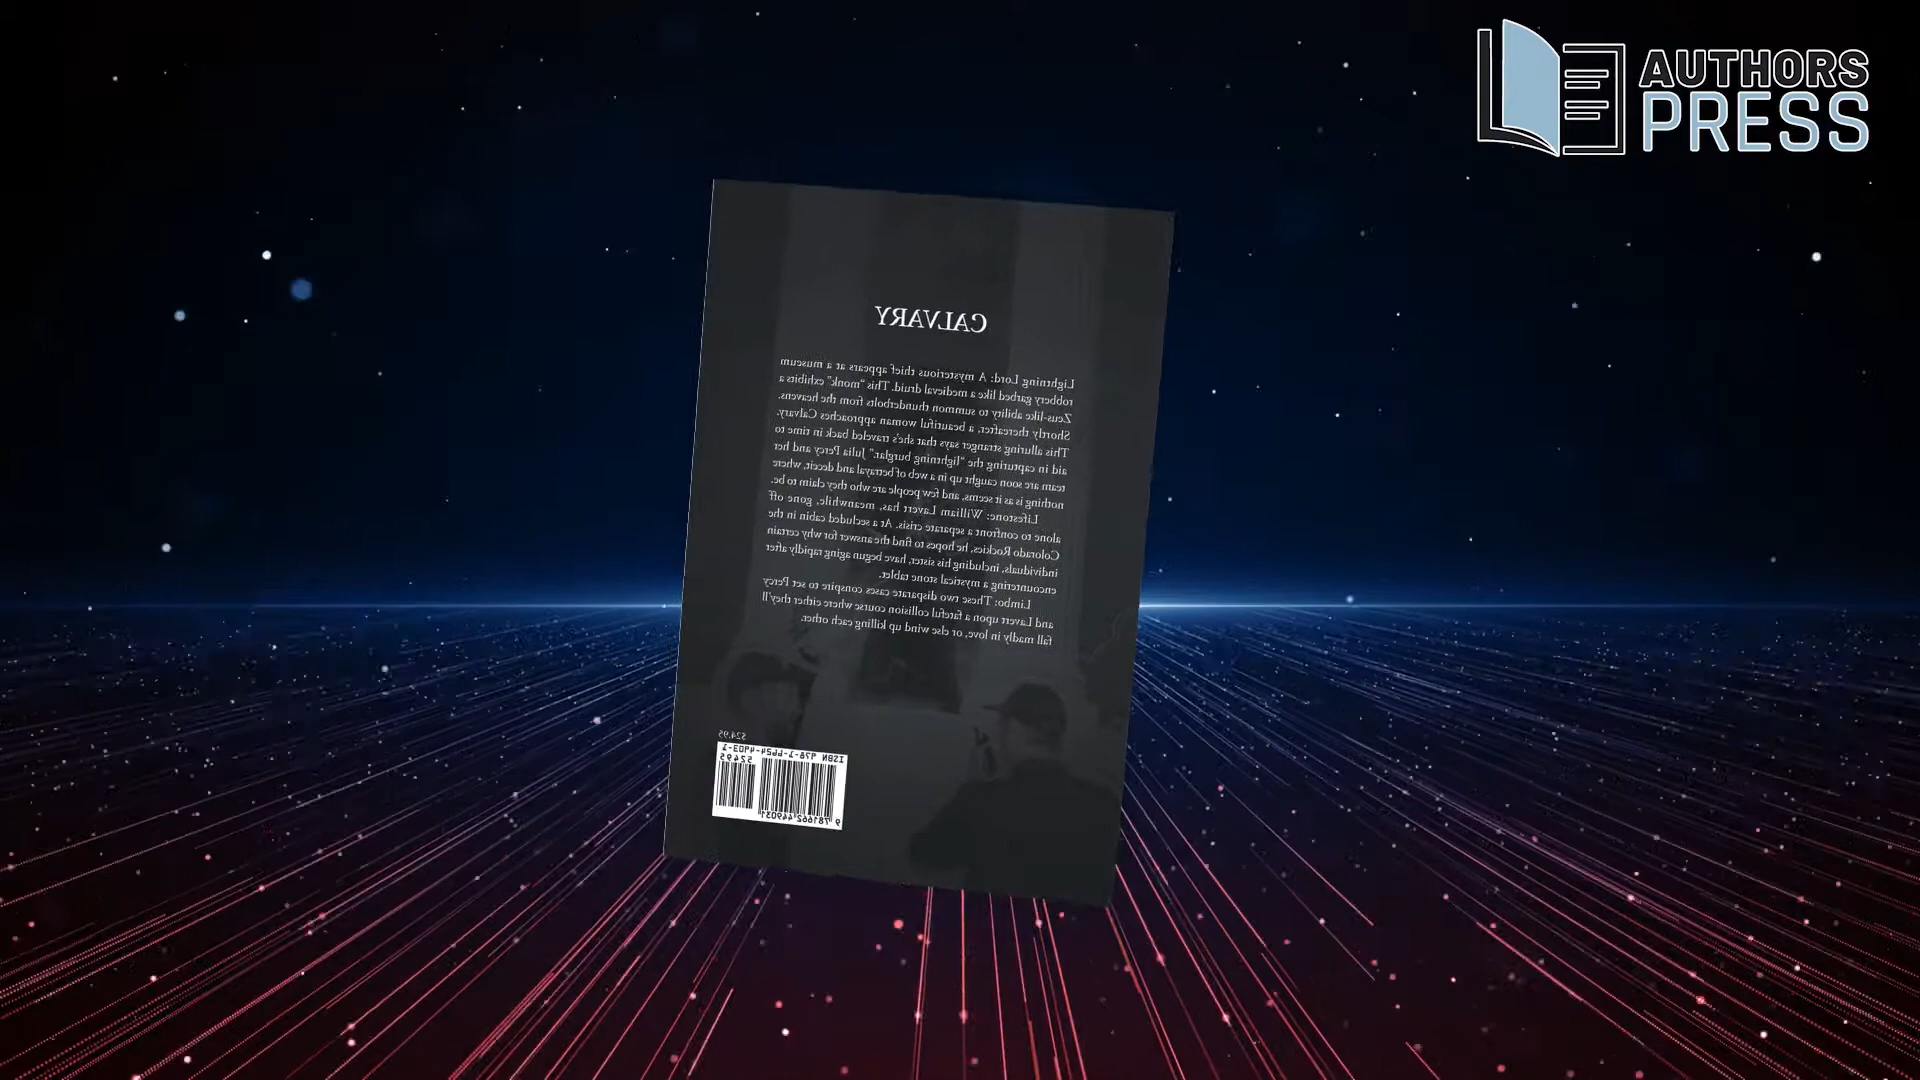 AUTHORS
PRESS
CALVARY
Lightning Lord: A mysterious thief appears at a museum
robbery garbed like a medieval druid. This “monk” exhibits a
Zeus-like ability to summon thunderbolts from the heavens.
Shortly thereafter, a beautiful woman approaches Calvary.
This alluring stranger says that she’s traveled back in time to
aid in capturing the “lightning burglar.” Julia Percy and her
team are soon caught up in a web of betrayal and deceit, where
nothing is as it seems, and few people are who they claim to be.
Lifestone: William Lavert has, meanwhile, gone off
alone to confront a separate crisis. At a secluded cabin in the
Colorado Rockies, he hopes to find the answer for why certain
individuals, including his sister, have begun aging rapidly after
encountering a mystical stone tablet.
Limbo: These two disparate cases conspire to set Percy
and Lavert upon a fateful collision course where either they’ll
fall madly in love, or else wind up killing each other.
$24.95
ISBN 978-1-6624-4903-1
52495
9 781662 449031